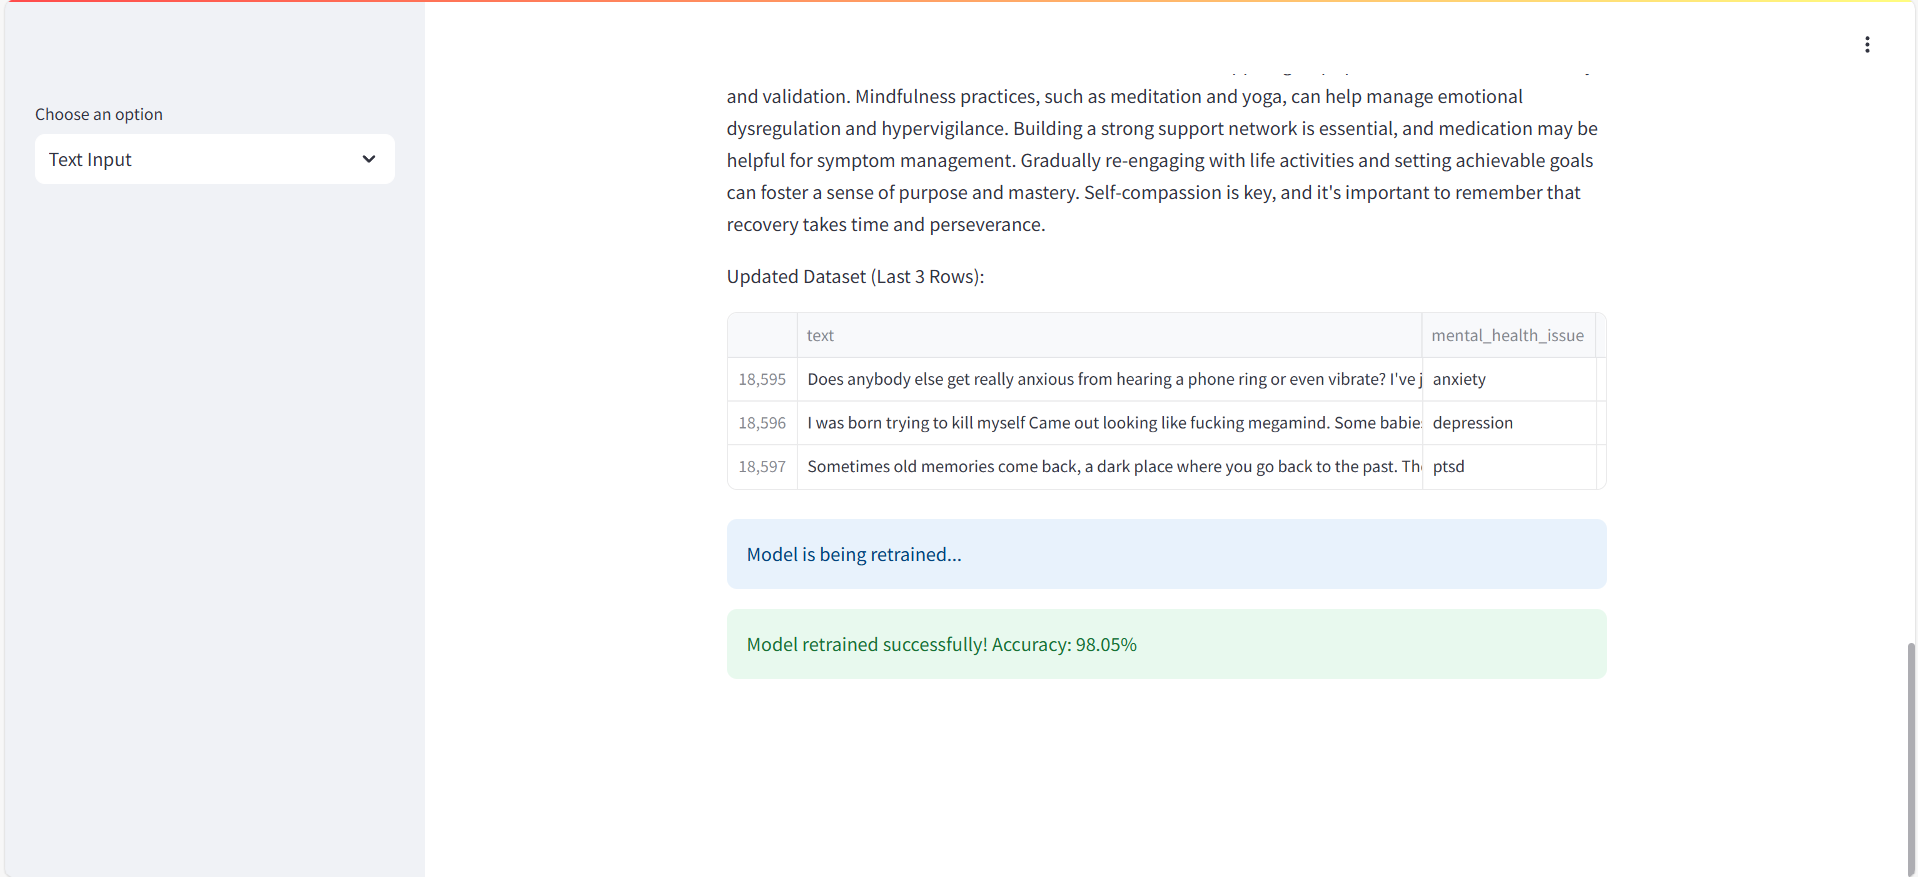 Choose an option
Text Input
and validation. Mindfulness practices, such as meditation and yoga, can help manage emotional
dysregulation and hypervigilance. Building a strong support network is essential, and medication may be
helpful for symptom management. Gradually re-engaging with life activities and setting achievable goals
can foster a sense of purpose and mastery. Self-compassion is key, and it's important to remember that
recovery takes time and perseverance.
Updated Dataset (Last 3 Rows):
text mental_health_issue
18,595 Does anybody else get really anxious from hearing a phone ring or even vibrate? I've j anxiety
18,596 I was born trying to kill myself Came out looking like fucking megamind. Some babies depression
18,597 Sometimes old memories come back, a dark place where you go back to the past. Th ptsd
Model is being retrained...
Model retrained successfully! Accuracy: 98.05%